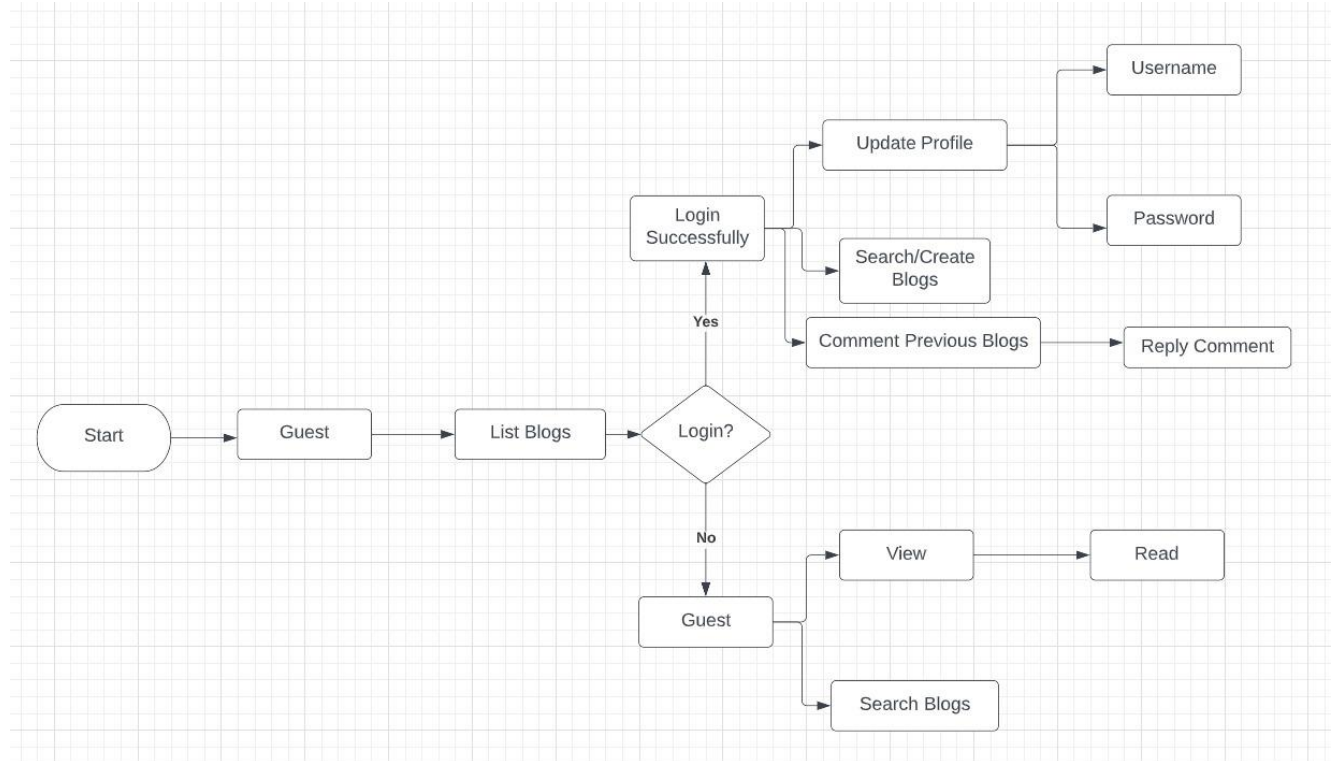 Username
Update Profile
Login
Successfully
Password
Search/Create
Blogs
Yes
Comment Previous Blogs
Reply Comment
Start
Guest
List Blogs
Login?
No
View
Read
Guest
Search Blogs